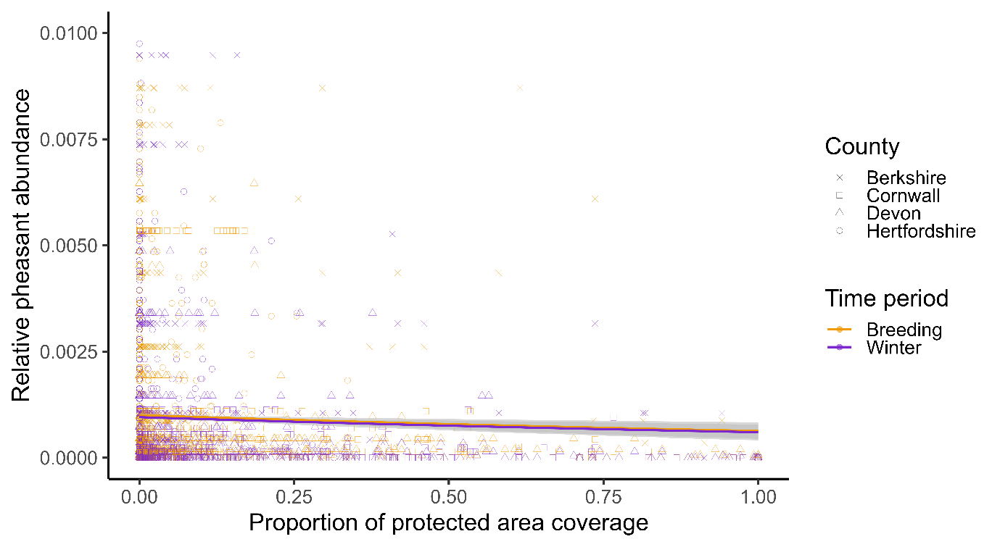 Relative pheasant abundance
0.0100
0.0075
0.0050
0.0025
0.0000
0.00 0.25 0.50 0.75 1.00
Proportion of protected area coverage
County
Berkshire
Cornwall
Devon
Hertfordshire
Time period
Breeding
Winter